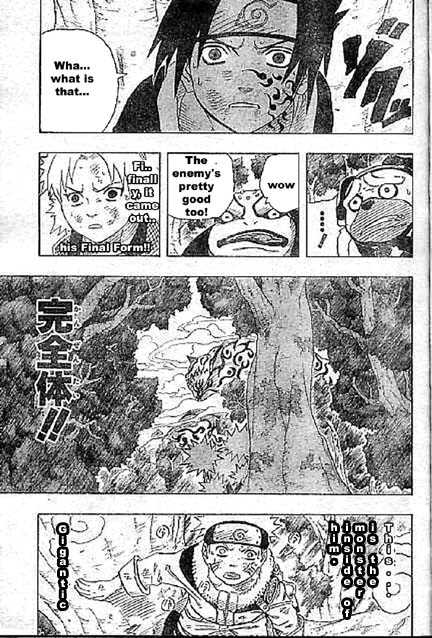 Wha...
what is
that...
wow
The
enemy's
pretty
good
too!
Fi..
finall
y, it
came
out..
his Final Form!!
完全体!!
This...
is the
monster
inside of
him.
Gigantic